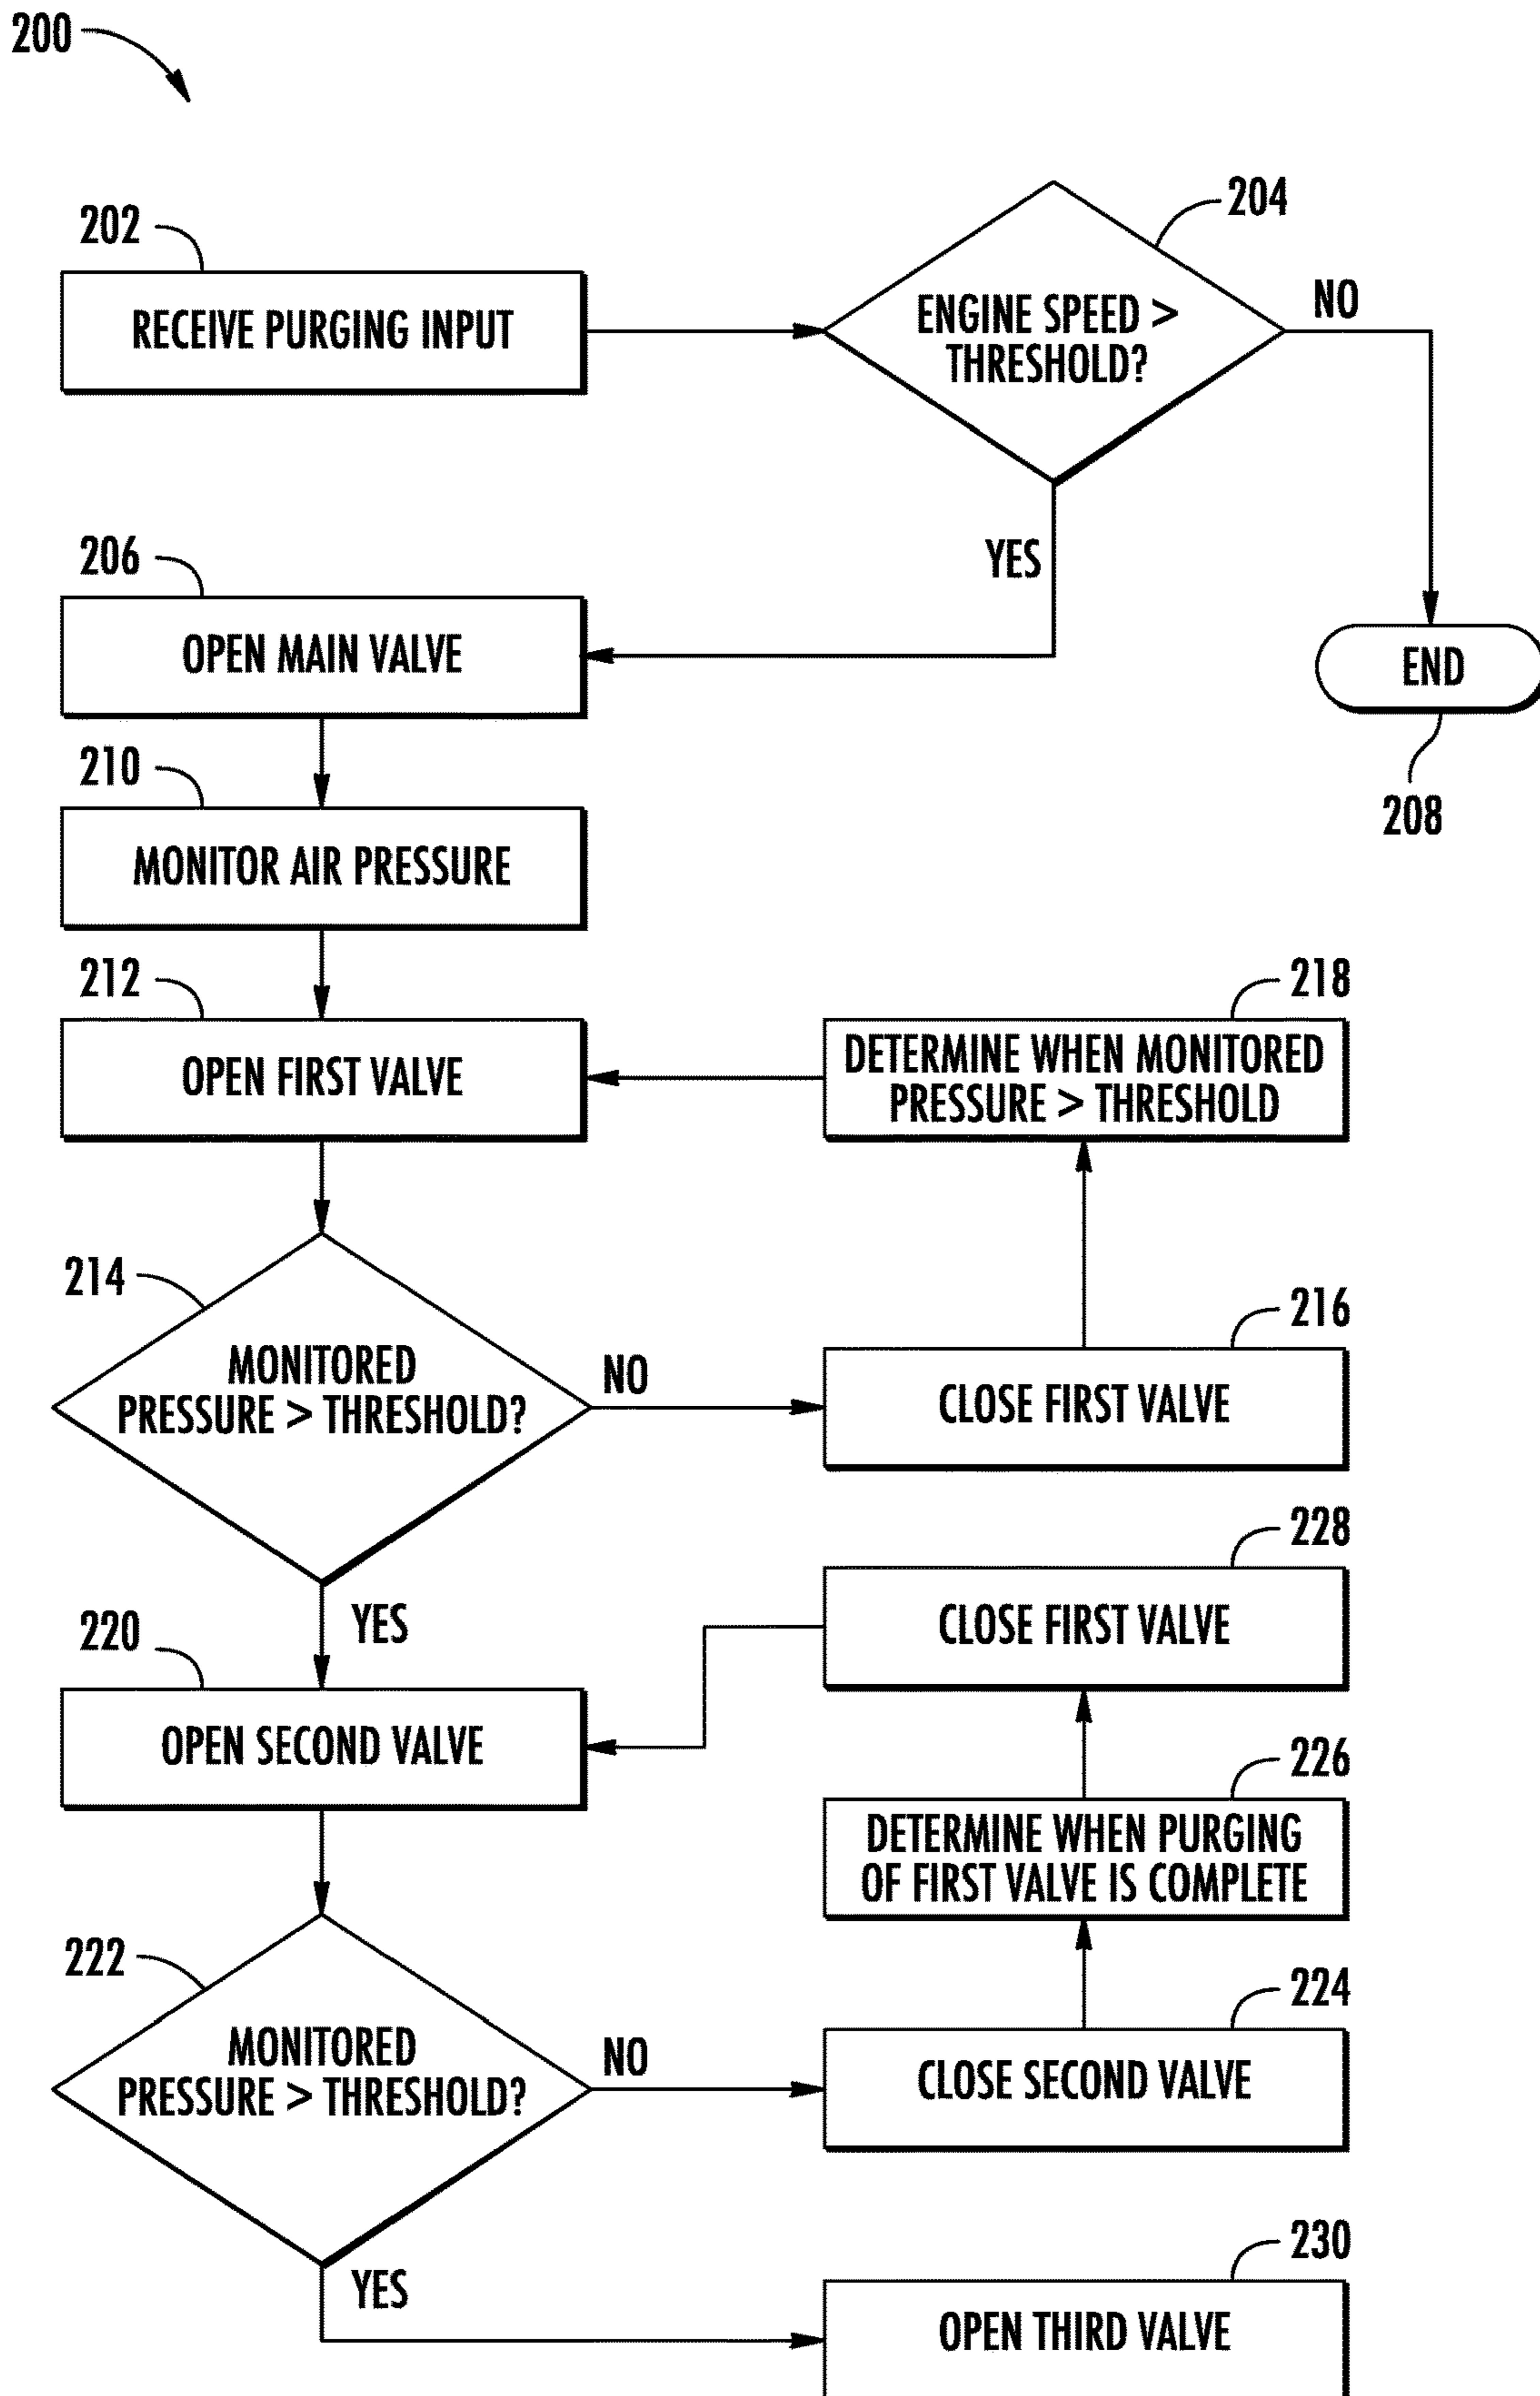 200
202
RECEIVE PURGING INPUT
204
ENGINE SPEED >
THRESHOLD?
NO
YES
206
OPEN MAIN VALVE
END
208
210
MONITOR AIR PRESSURE
212
OPEN FIRST VALVE
218
DETERMINE WHEN MONITORED
PRESSURE > THRESHOLD
214
MONITORED
PRESSURE > THRESHOLD?
NO
216
CLOSE FIRST VALVE
YES
228
CLOSE FIRST VALVE
220
OPEN SECOND VALVE
226
DETERMINE WHEN PURGING
OF FIRST VALVE IS COMPLETE
222
MONITORED
PRESSURE > THRESHOLD?
NO
224
CLOSE SECOND VALVE
YES
230
OPEN THIRD VALVE